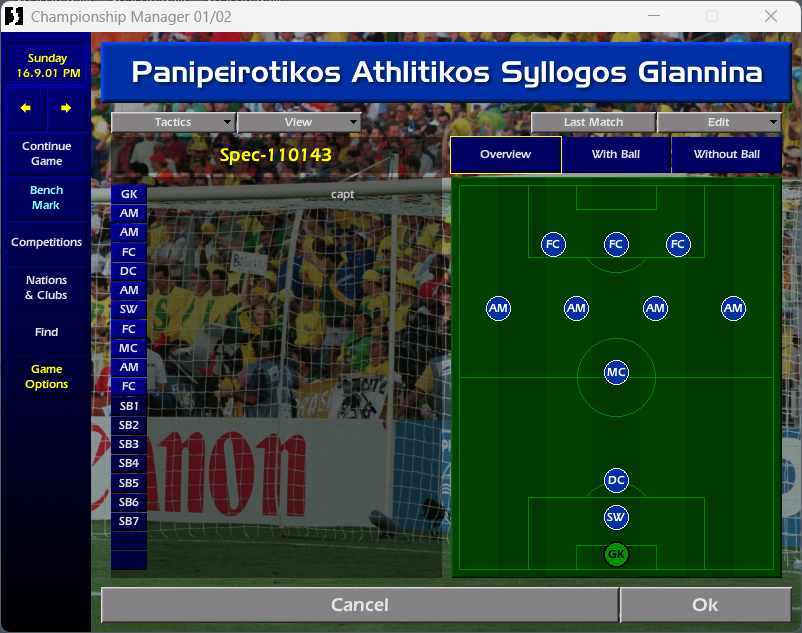 Championship Manager 01/02
Sunday
16.9.01 PM
Continue
Game
Bench
Mark
Competitions
Nations
& Clubs
Find
Game
Options
Panipeirotikos Athlitikos Syllogos Giannina
Tactics View Last Match Edit
Spec-110143
Overview With Ball Without Ball
GK capt
AM
AM
FC
DC
AM
SW
FC
MC
AM
FC
SB1
SB2
SB3
SB4
SB5
SB6
SB7
FC FC FC
AM AM AM AM
MC
DC
SW
GK
anon
Cancel Ok